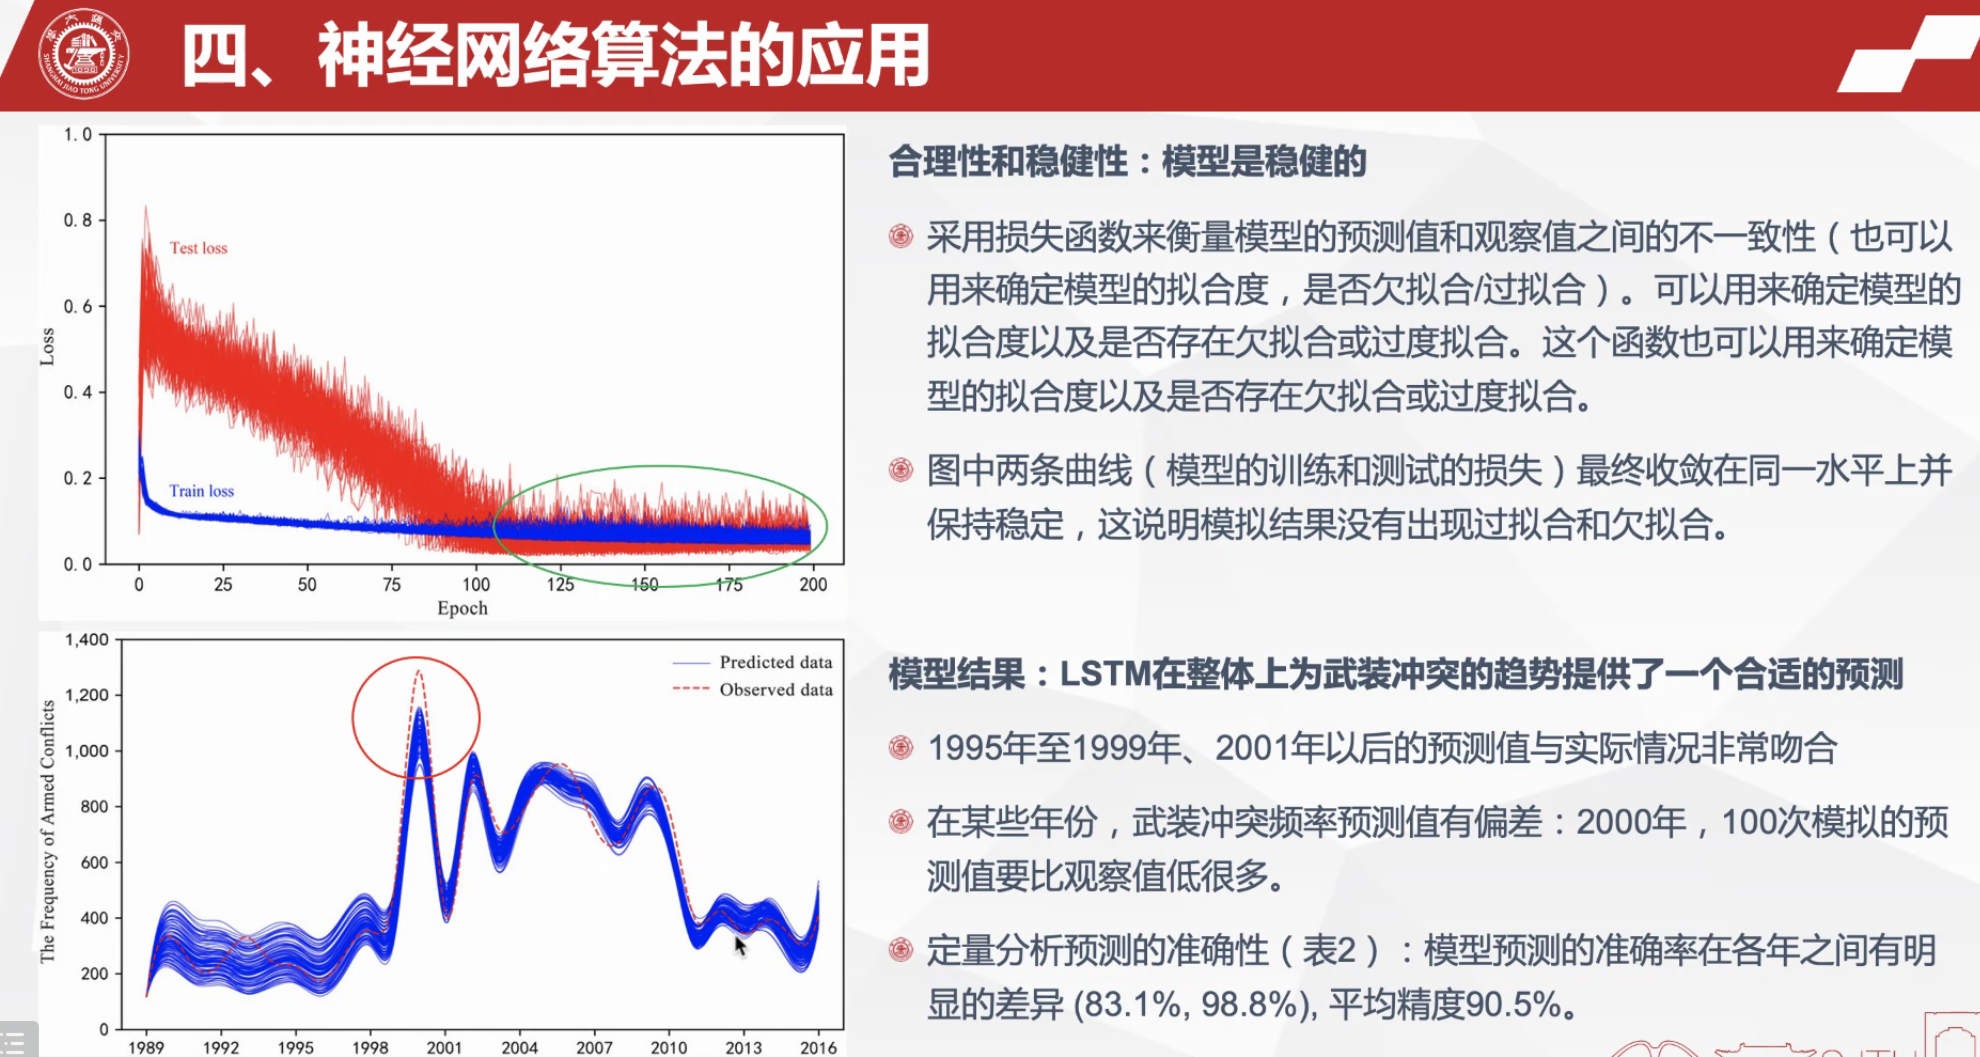 四、神经网络算法的应用
SHANGHAI JIAO TONG UNIVERSITY
1.0
0.8
0.6
0.4
0.2
0.0
Loss
Test loss
Train loss
0 25 50 75 100 125 150 175 200
Epoch
合理性和稳健性：模型是稳健的
采用损失函数来衡量模型的预测值和观察值之间的不一致性（也可以
用来确定模型的拟合度，是否欠拟合/过拟合）。可以用来确定模型的
拟合度以及是否存在欠拟合或过度拟合。这个函数也可以用来确定模
型的拟合度以及是否存在欠拟合或过度拟合。
图中两条曲线（模型的训练和测试的损失）最终收敛在同一水平上并
保持稳定，这说明模拟结果没有出现过拟合和欠拟合。
1,400
1,200
1,000
800
600
400
200
0
The Frequency of Armed Conflicts
Predicted data
Observed data
1989 1992 1995 1998 2001 2004 2007 2010 2013 2016
模型结果：LSTM在整体上为武装冲突的趋势提供了一个合适的预测
1995年至1999年、2001年以后的预测值与实际情况非常吻合
在某些年份，武装冲突频率预测值有偏差：2000年，100次模拟的预
测值要比观察值低很多。
定量分析预测的准确性（表2）：模型预测的准确率在各年之间有明
显的差异 (83.1%, 98.8%), 平均精度90.5%。